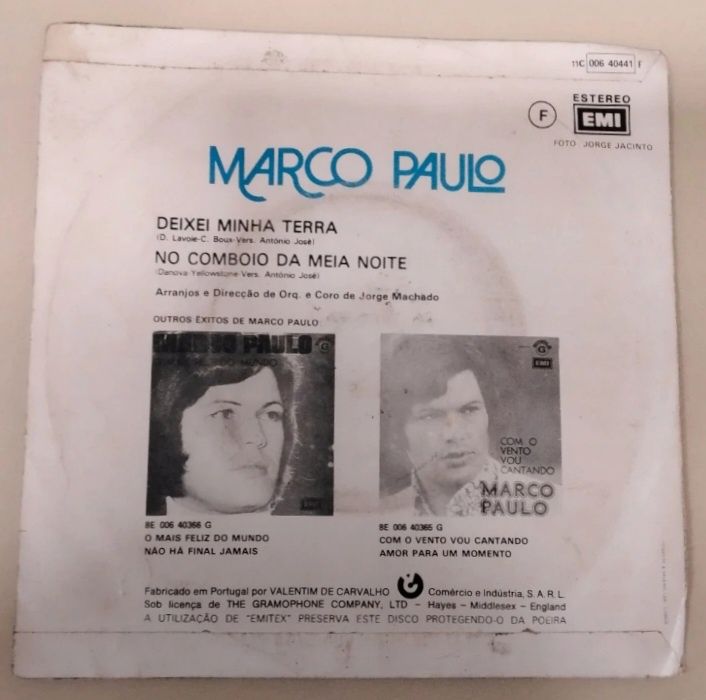 11C 006 40441 F
ESTEREO
F EMI
FOTO JORGE JACINTO
MARCO PAULO
DEIXEI MINHA TERRA
(D. Lavoie-C. Boux-Vers. António José)
NO COMBOIO DA MEIA NOITE
(Danova-Yellowstone-Vers. António José)
Arranjos e Direcção de Orq. e Coro de Jorge Machado
OUTROS ÊXITOS DE MARCO PAULO
MARCO PAULO G
MUNDO
EMI
G
EMI
COM O
VENTO
VOU
CANTANDO
MARCO
PAULO
8E 006 40366 G
O MAIS FELIZ DO MUNDO
NÃO HÁ FINAL JAMAIS
8E 006 40365 G
COM O VENTO VOU CANTANDO
AMOR PARA UM MOMENTO
Fabricado em Portugal por VALENTIM DE CARVALHO Comércio e Indústria, S. A. R. L.
Sob licença de THE GRAMOPHONE COMPANY, LTD – Hayes – Middlesex – England
A UTILIZAÇÃO DE "EMITEX" PRESERVA ESTE DISCO PROTEGENDO-O DA POEIRA